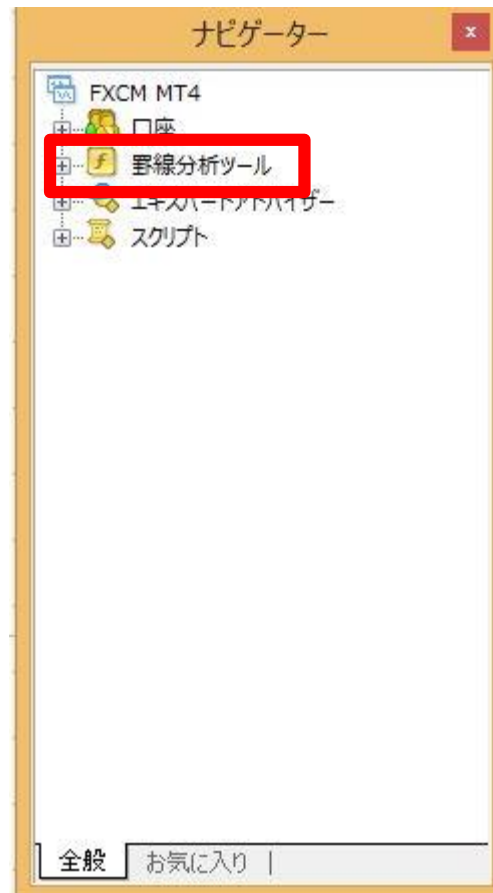 ナビゲーター
FXCM MT4
口座
罫線分析ツール
エキスパートアドバイザー
スクリプト
全般 お気に入り